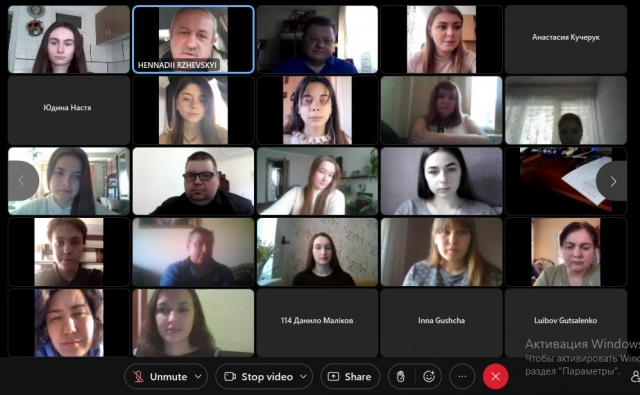 HENNADII RZHEVSKYI
Анастасия Кучерук
Юдина Настя
114 Данило Маліков
Inna Gushcha
Luibov Gutsalenko
Активация Windows
Чтобы активировать Wind
раздел "Параметры".
Unmute
Stop video
Share